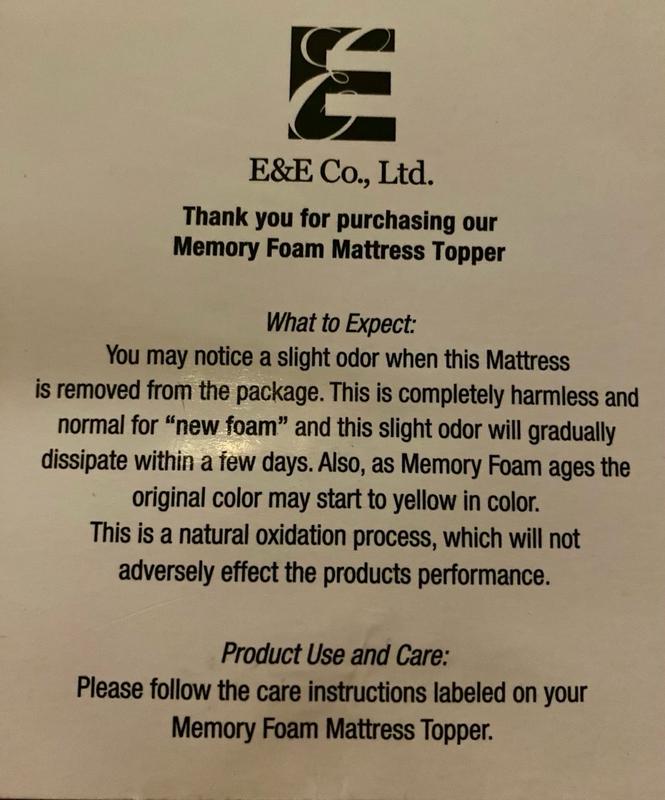 E&E Co., Ltd.
Thank you for purchasing our
Memory Foam Mattress Topper
What to Expect:
You may notice a slight odor when this Mattress
is removed from the package. This is completely harmless and
normal for “new foam” and this slight odor will gradually
dissipate within a few days. Also, as Memory Foam ages the
original color may start to yellow in color.
This is a natural oxidation process, which will not
adversely effect the products performance.
Product Use and Care:
Please follow the care instructions labeled on your
Memory Foam Mattress Topper.